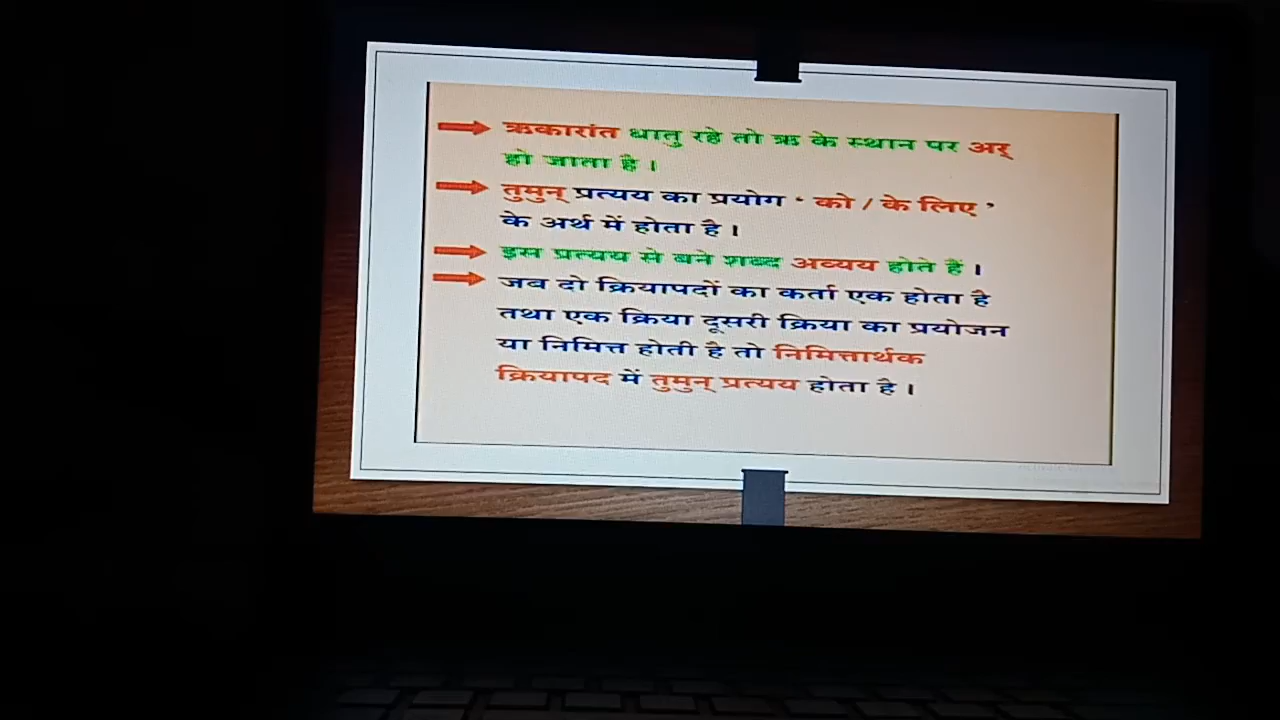 ऋकारांत धातु रहे तो ऋ के स्थान पर अर्
हो जाता है ।
तुमुन् प्रत्यय का प्रयोग ‘ को / के लिए ’
के अर्थ में होता है ।
इस प्रत्यय से बने शब्द अव्यय होते हैं ।
जब दो क्रियापदों का कर्ता एक होता है
तथा एक क्रिया दूसरी क्रिया का प्रयोजन
या निमित्त होती है तो निमित्तार्थक
क्रियापद में तुमुन् प्रत्यय होता है ।